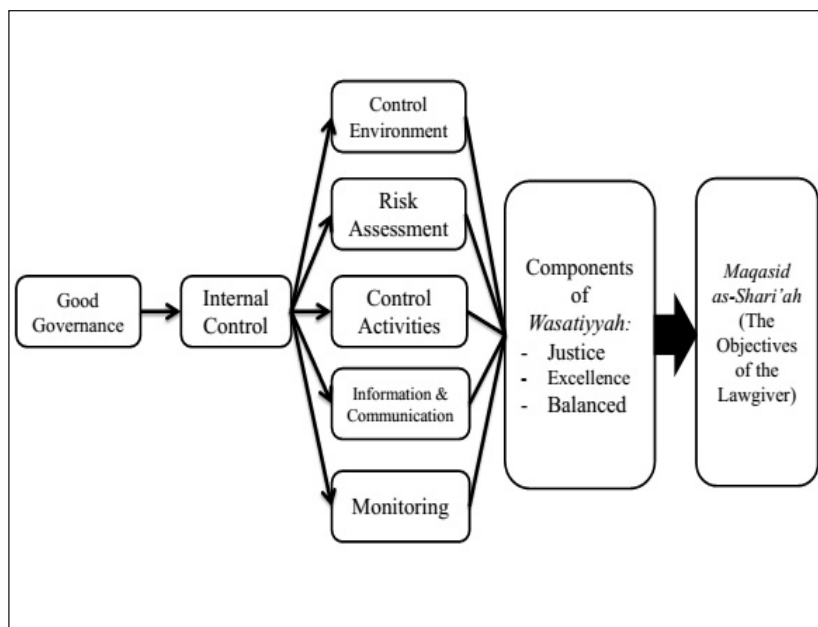 Good
Governance
Internal
Control
Control
Environment
Risk
Assessment
Control
Activities
Information &
Communication
Monitoring
Components
of
Wasatiyyah:
- Justice
- Excellence
- Balanced
Maqasid
as-Shari'ah
(The
Objectives
of the
Lawgiver)